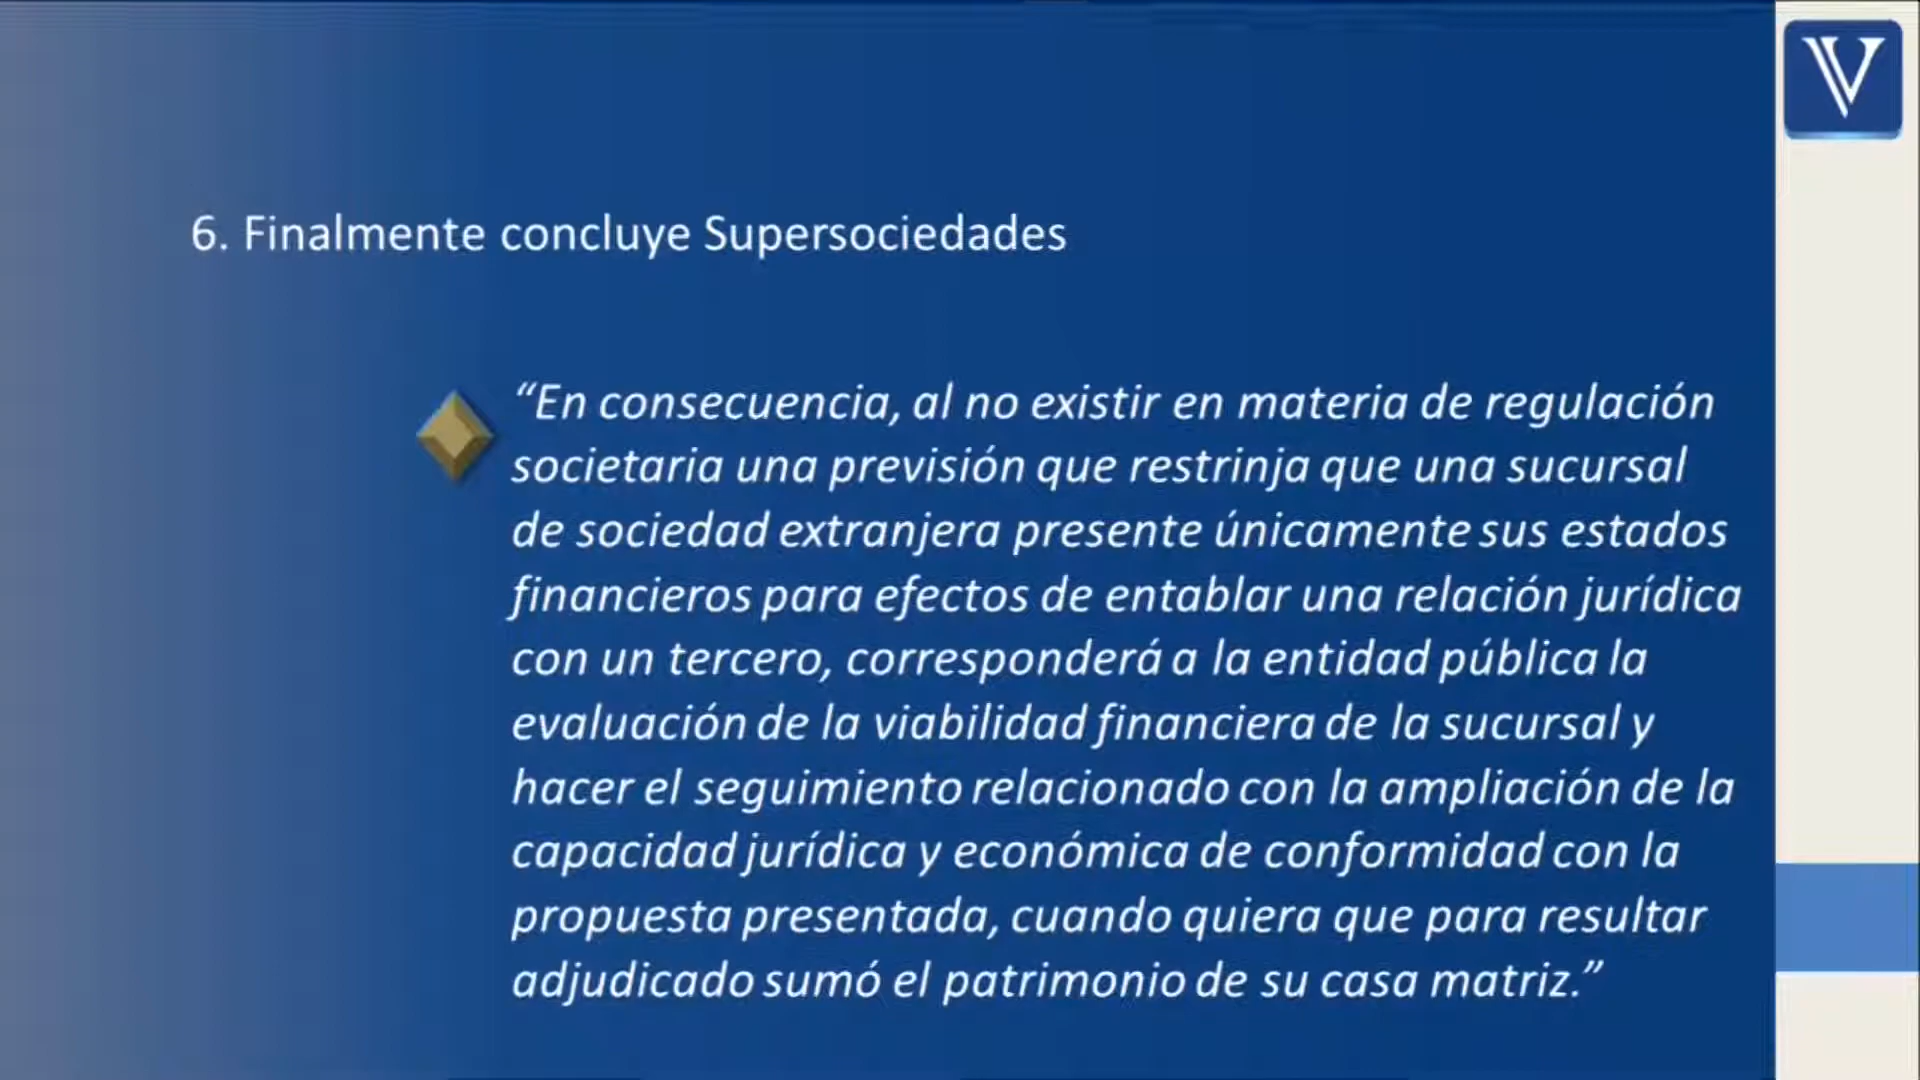 V
6. Finalmente concluye Supersociedades
“En consecuencia, al no existir en materia de regulación
societaria una previsión que restrinja que una sucursal
de sociedad extranjera presente únicamente sus estados
financieros para efectos de entablar una relación jurídica
con un tercero, corresponderá a la entidad pública la
evaluación de la viabilidad financiera de la sucursal y
hacer el seguimiento relacionado con la ampliación de la
capacidad jurídica y económica de conformidad con la
propuesta presentada, cuando quiera que para resultar
adjudicado sumó el patrimonio de su casa matriz.”